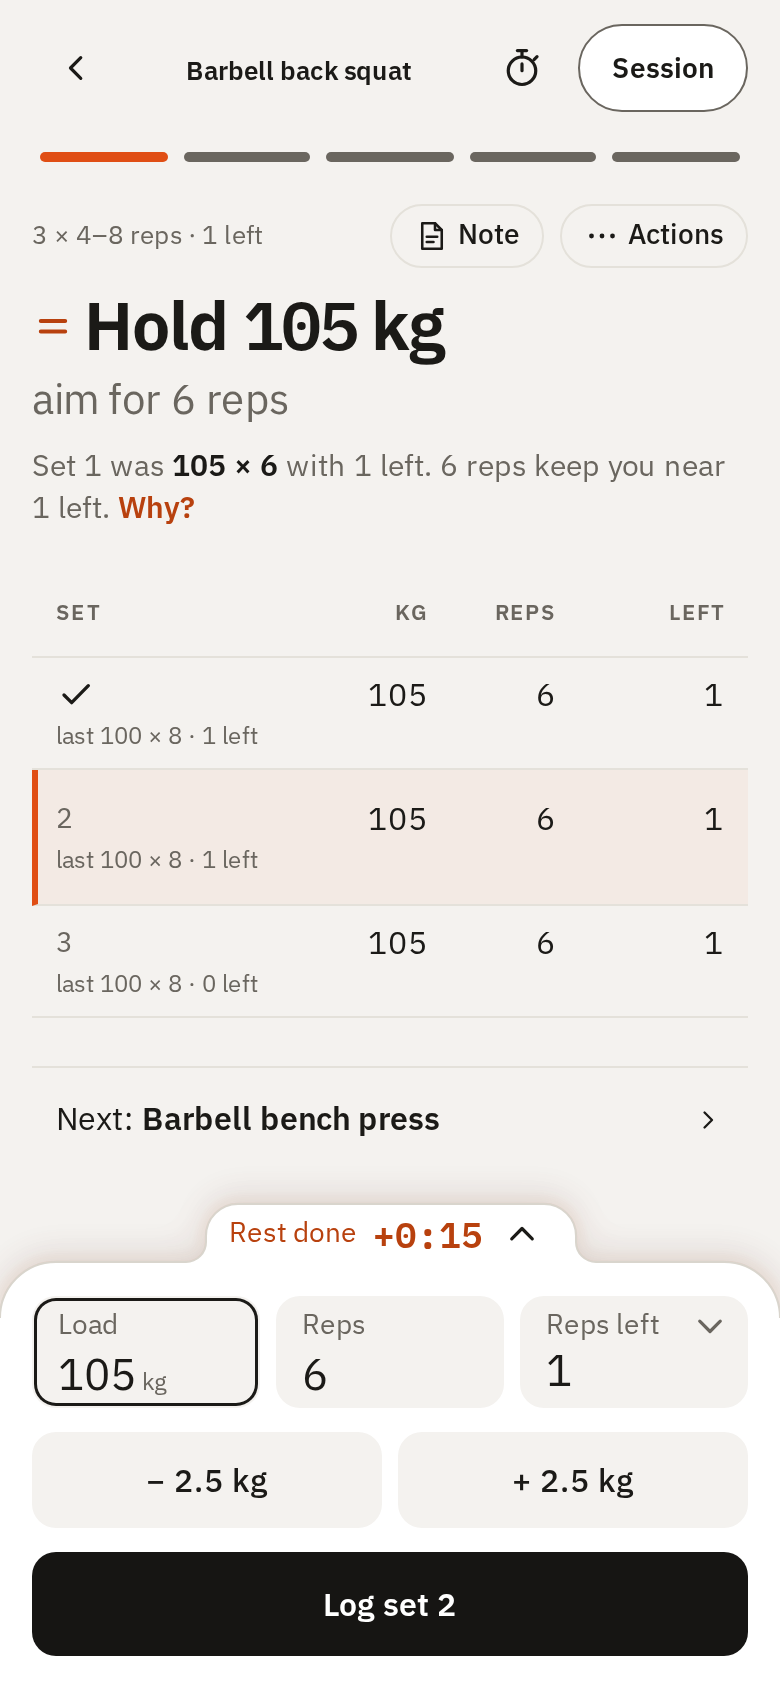 Barbell back squat
Session
3 × 4–8 reps · 1 left
Note
··· Actions
= Hold 105 kg
aim for 6 reps
Set 1 was 105 × 6 with 1 left. 6 reps keep you near
1 left. Why?
SET KG REPS LEFT
105 6 1
last 100 × 8 · 1 left
2 105 6 1
last 100 × 8 · 1 left
3 105 6 1
last 100 × 8 · 0 left
Next: Barbell bench press
Rest done +0:15
Load Reps Reps left
105 kg 6 1
− 2.5 kg + 2.5 kg
Log set 2